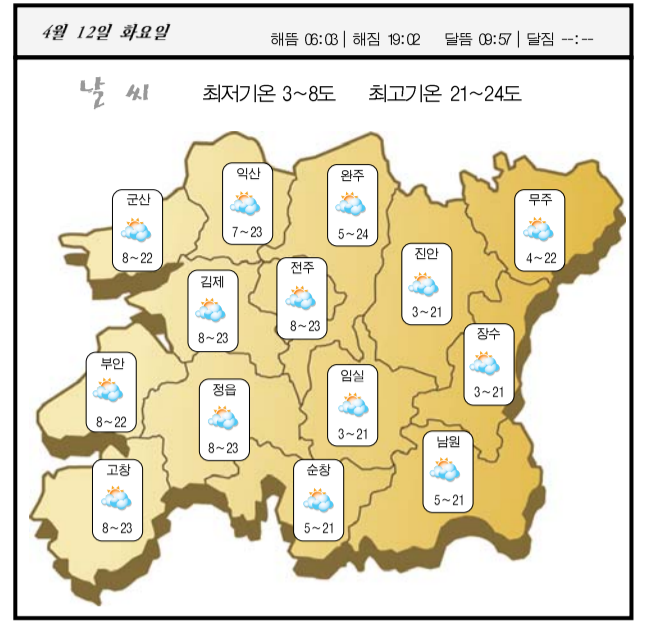 4월 12일 화요일
해뜸 06:03 | 해짐 19:02 달뜸 09:57 | 달짐 --:--
날 씨 최저기온 3~8도 최고기온 21~24도
익산
7~23
완주
5~24
군산
8~22
무주
4~22
진안
3~21
전주
8~23
김제
8~23
장수
3~21
부안
8~22
임실
3~21
정읍
8~23
남원
5~21
고창
8~23
순창
5~21